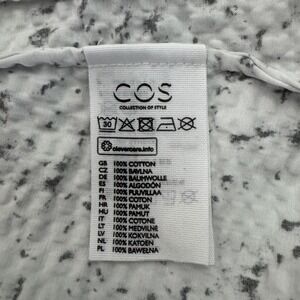 COS
COLLECTION OF STYLE
30
clevercare.info
GB 100% COTTON
CZ 100% BAVLNA
DE 100% BAUMWOLLE
ES 100% ALGODÓN
FI 100% PUUVILLAA
FR 100% COTON
HR 100% PAMUK
HU 100% PAMUT
IT 100% COTONE
LT 100% MEDVILNĖ
LV 100% KOKVILNA
NL 100% KATOEN
PL 100% BAWEŁNA